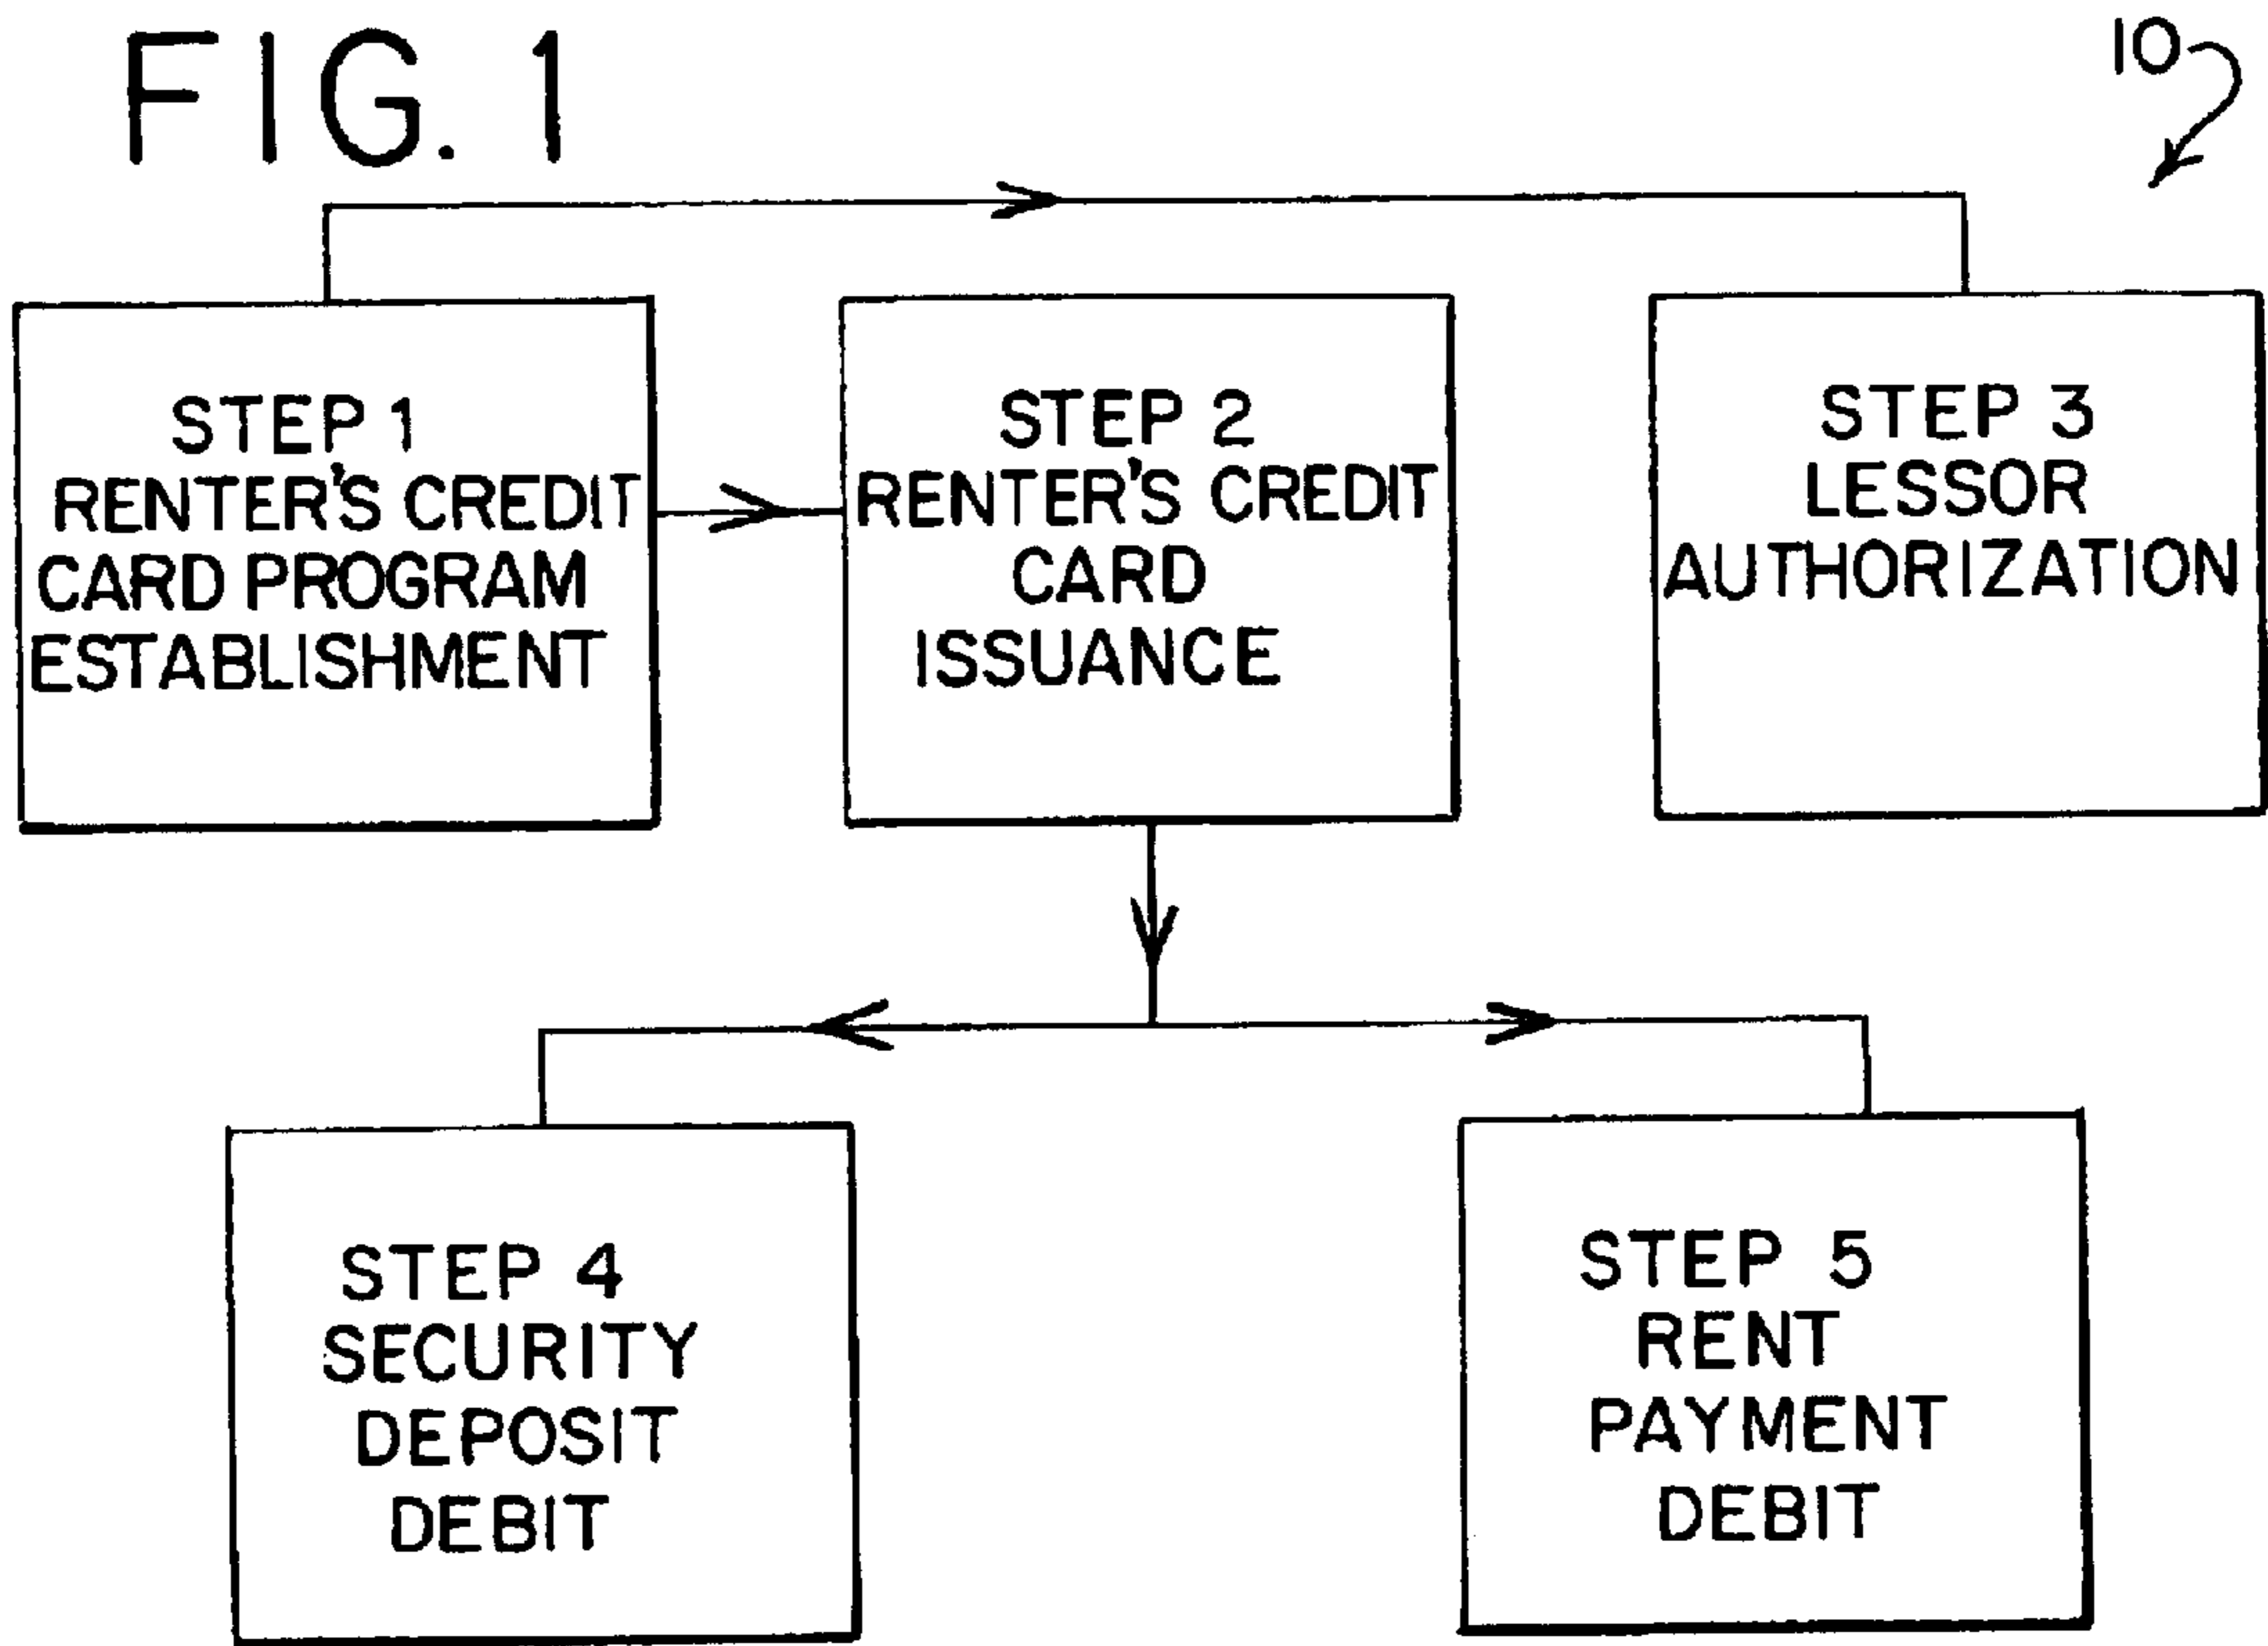 FIG. 1
10
STEP 1
RENTER'S CREDIT
CARD PROGRAM
ESTABLISHMENT
STEP 2
RENTER'S CREDIT
CARD
ISSUANCE
STEP 3
LESSOR
AUTHORIZATION
STEP 4
SECURITY
DEPOSIT
DEBIT
STEP 5
RENT
PAYMENT
DEBIT